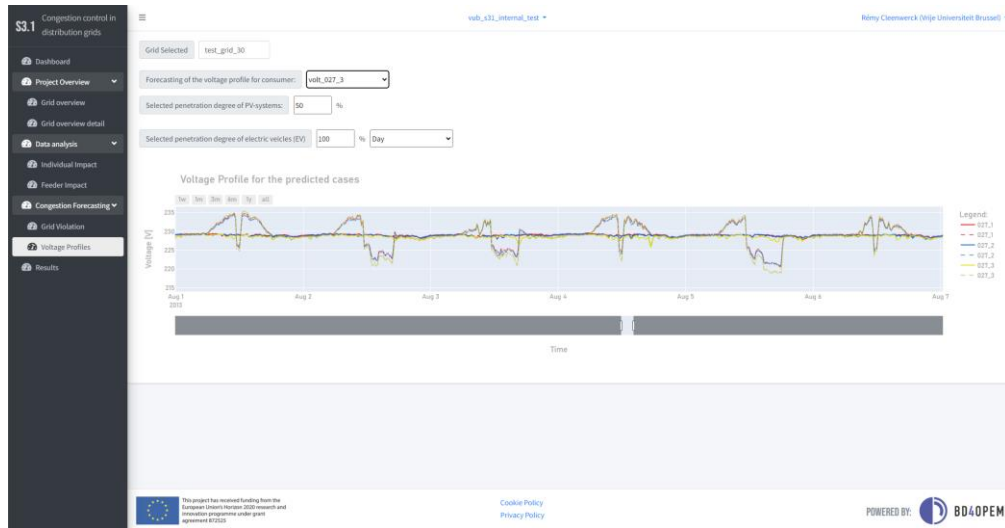 S3.1
Congestion control in
distribution grids
Dashboard
Project Overview
Grid overview
Grid overview detail
Data analysis
Individual Impact
Feeder Impact
Congestion Forecasting
Grid Violation
Voltage Profiles
Results
vub_s31_internal_test
Rémy Cleenwerck (Vrije Universiteit Brussel)
Grid Selected test_grid_30
Forecasting of the voltage profile for consumer: volt_027_3
Selected penetration degree of PV-systems: 50 %
Selected penetration degree of electric veicles (EV) 100 % Day
Voltage Profile for the predicted cases
1w 1m 3m 6m 1y all
Voltage [V]
235
230
225
220
215
Aug 1 Aug 2 Aug 3 Aug 4 Aug 5 Aug 6 Aug 7
2013
Time
Legend:
027_1
027_1
027_2
027_2
027_3
027_3
This project has received funding from the
European Union's Horizon 2020 research and
innovation programme under grant
agreement 872525
Cookie Policy
Privacy Policy
POWERED BY: BD4OPEM